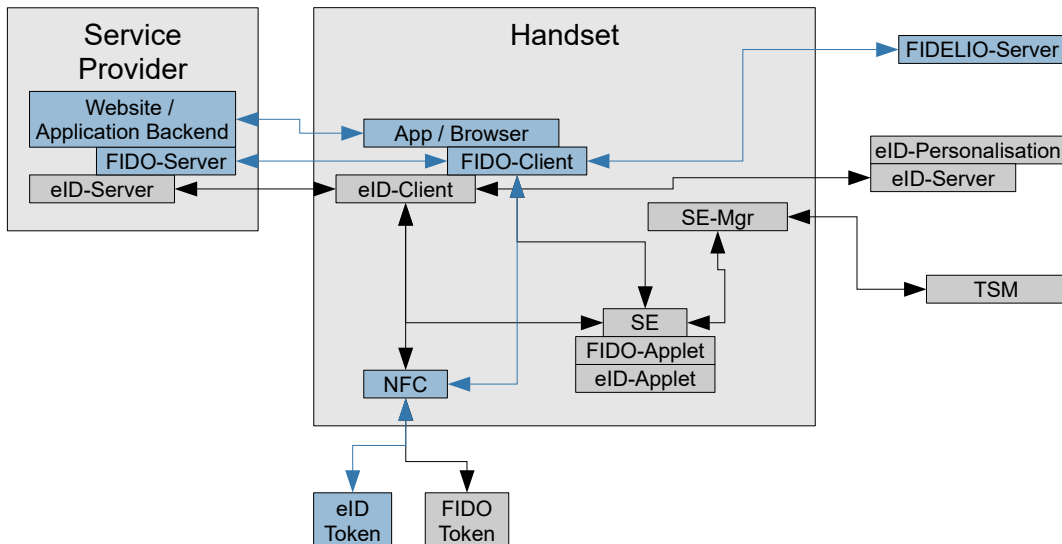 Service
Provider
Website /
Application Backend
FIDO-Server
eID-Server
Handset
App / Browser
FIDO-Client
eID-Client
SE-Mgr
SE
FIDO-Applet
eID-Applet
NFC
FIDELIO-Server
eID-Personalisation
eID-Server
TSM
eID
Token
FIDO
Token